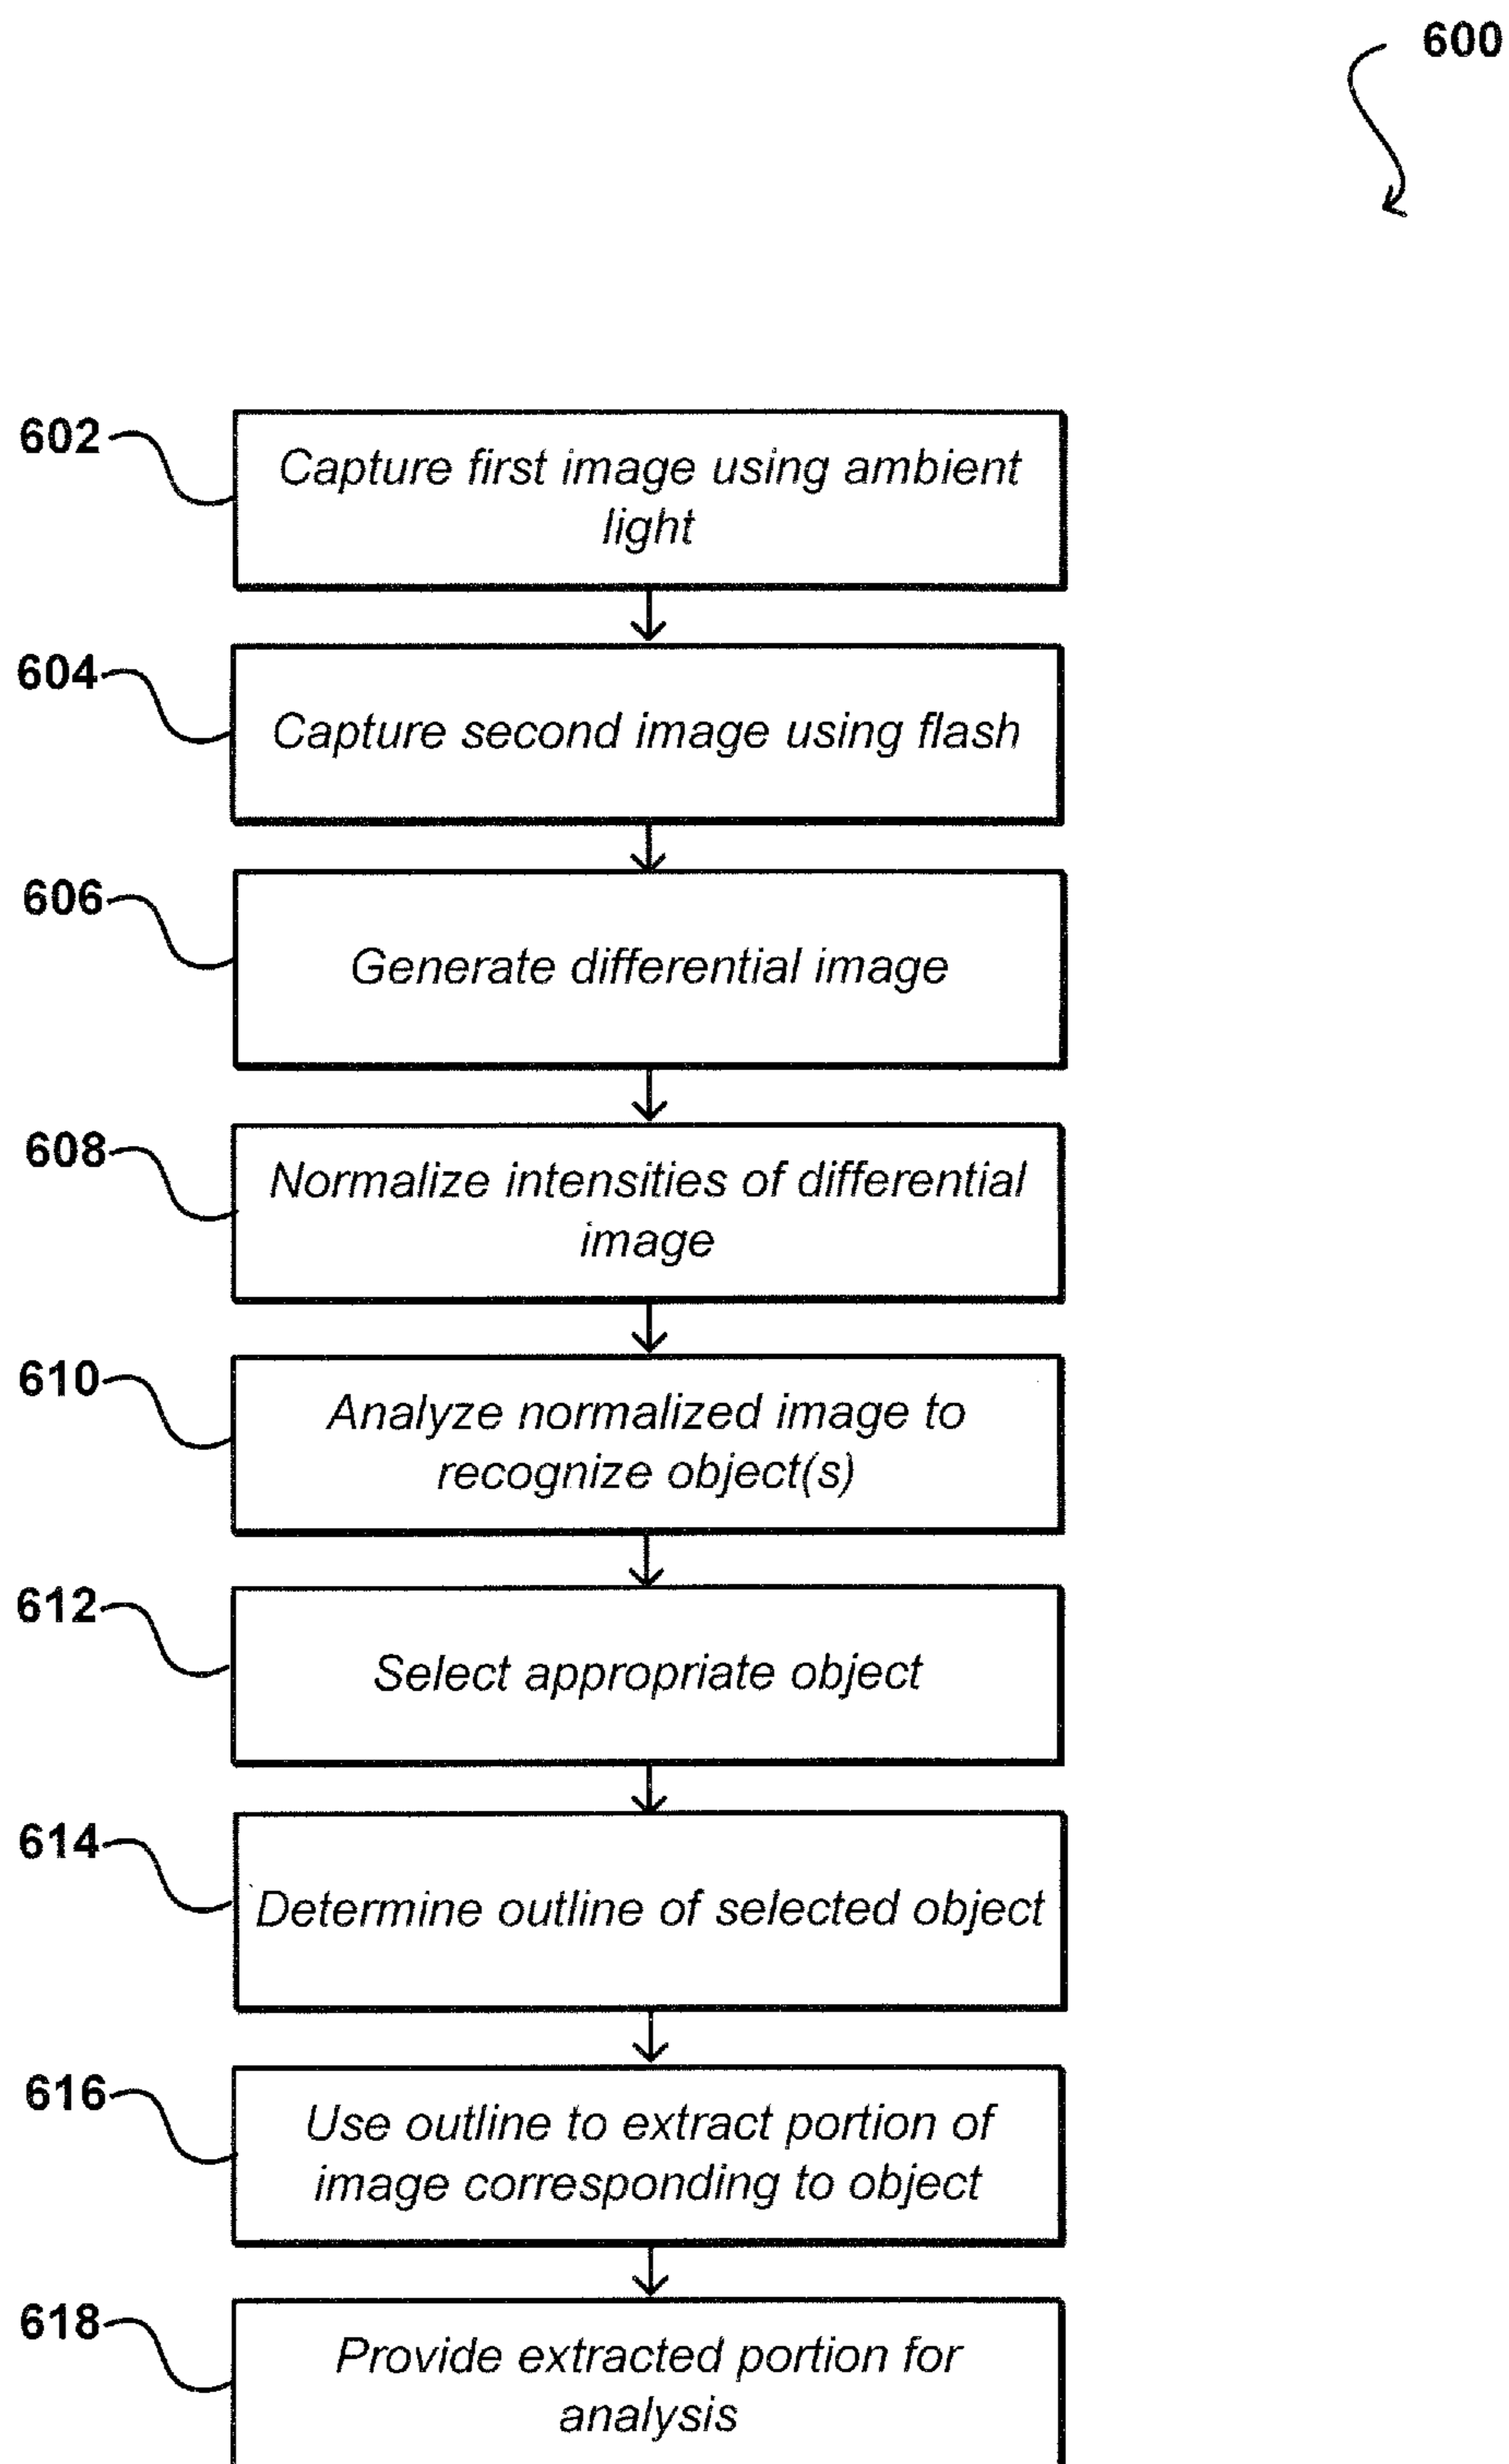 600
602
Capture first image using ambient
light
604
Capture second image using flash
606
Generate differential image
608
Normalize intensities of differential
image
610
Analyze normalized image to
recognize object(s)
612
Select appropriate object
614
Determine outline of selected object
616
Use outline to extract portion of
image corresponding to object
618
Provide extracted portion for
analysis